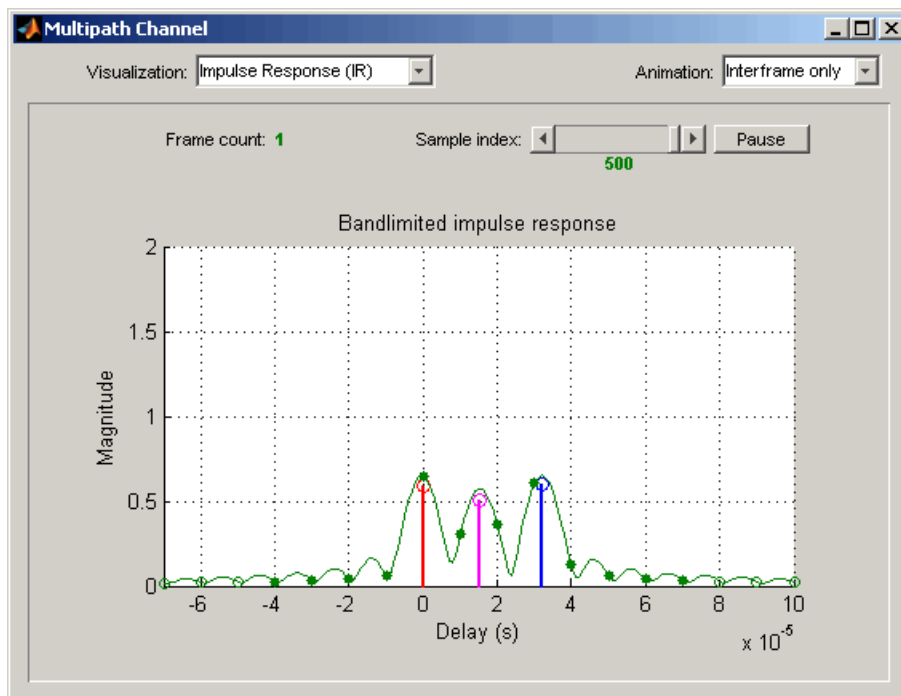 Multipath Channel
Visualization: Impulse Response (IR) Animation: Interframe only
Frame count: 1 Sample index: Pause
500
Bandlimited impulse response
2
1.5
1
0.5
0
Magnitude
-6 -4 -2 0 2 4 6 8 10
Delay (s)
x 10^-5